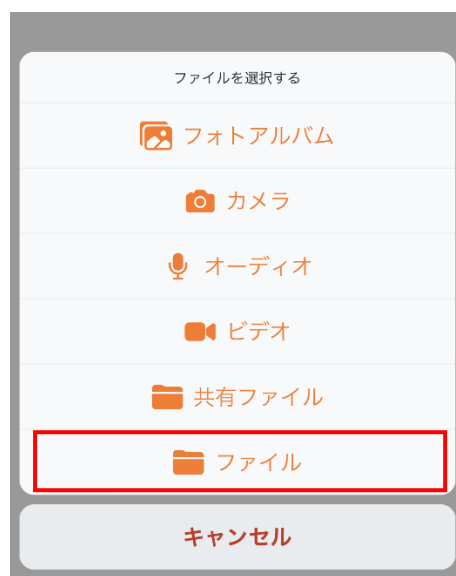 ファイルを選択する
フォトアルバム
カメラ
オーディオ
ビデオ
共有ファイル
ファイル
キャンセル